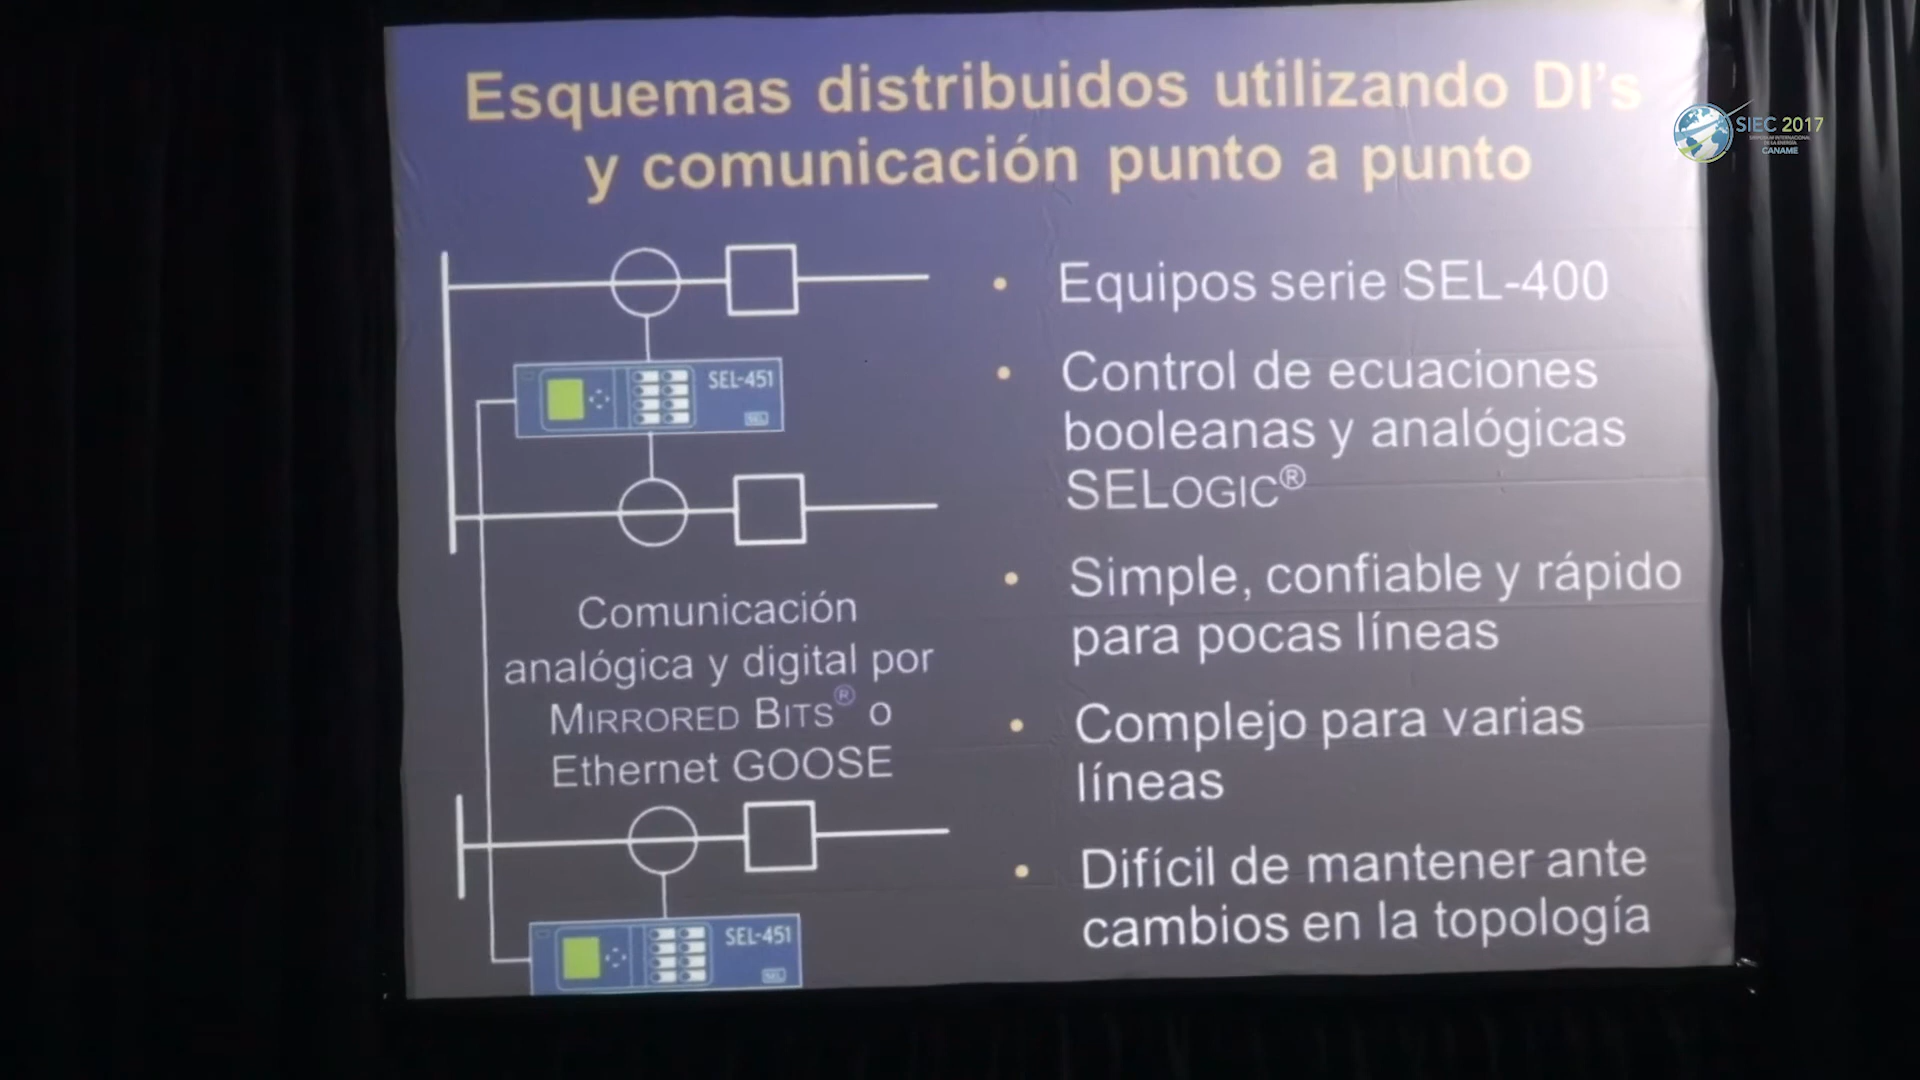 Esquemas distribuidos utilizando DI's
y comunicación punto a punto
SIEC 2017
CANAME
SEL-451
SEL
Comunicación
analógica y digital por
MIRRORED BITS® o
Ethernet GOOSE
SEL-451
SEL
• Equipos serie SEL-400
• Control de ecuaciones
booleanas y analógicas
SELOGIC®
• Simple, confiable y rápido
para pocas líneas
• Complejo para varias
líneas
• Difícil de mantener ante
cambios en la topología